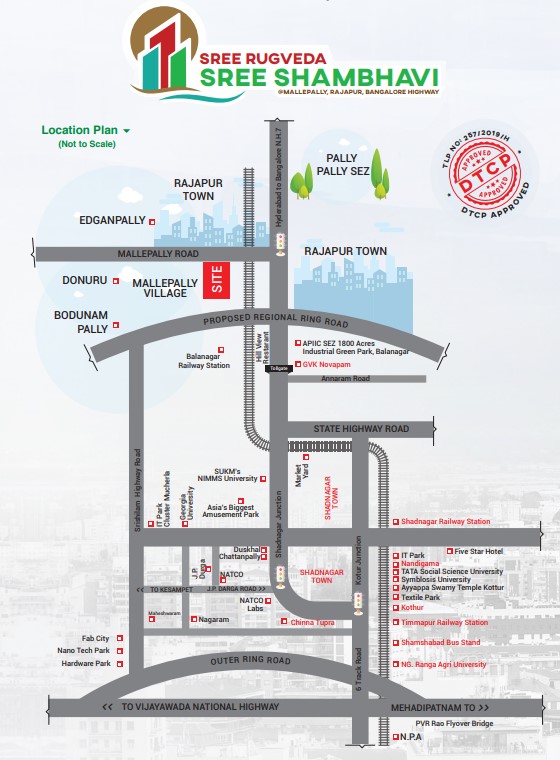 SREE RUGVEDA
SREE SHAMBHAVI
@MALLEPALLY, RAJAPUR, BANGALORE HIGHWAY
Location Plan
(Not to Scale)
TLP NO: 257/2019/H
APPROVED
DTCP
APPROVED
DTCP APPROVED
Hyderabad to Bangalore N.H.7
PALLY
PALLY SEZ
RAJAPUR
TOWN
EDGANPALLY
MALLEPALLY ROAD
RAJAPUR TOWN
DONURU
MALLEPALLY
VILLAGE
SITE
BODUNAM
PALLY
PROPOSED REGIONAL RING ROAD
Balanagar
Railway Station
Hill View
Restarant
APIIC SEZ 1800 Acres
Industrial Green Park, Balanagar
GVK Novapam
Tollgate
Annaram Road
STATE HIGHWAY ROAD
Srishilam Highway Road
IT Park
Cluster Mucherla
Georgia
University
SUKM's
NIMMS University
Asia's Biggest
Amusement Park
Shadnagar Junction
Market
Yard
SHADNAGAR
TOWN
Shadnagar Railway Station
Kotur Junction
IT Park
Five Star Hotel
Nandigama
TATA Social Science University
Symblosis University
Ayyappa Swamy Temple Kottur
Textile Park
Kothur
Timmapur Railway Station
Shamshabad Bus Stand
NG. Ranga Agri University
Duskhal
Chattanpally
J.P.
Darga
NATCO
SHADNAGAR
TOWN
<< TO KESAMPET
J.P. DARGA ROAD >>
NATCO
Labs
Maheshwaram
Nagaram
Chinna Tupra
Fab City
Nano Tech Park
Hardware Park
OUTER RING ROAD
6 Track Road
<< TO VIJAYAWADA NATIONAL HIGHWAY
MEHADIPATNAM TO >>
PVR Rao Flyover Bridge
N.P.A